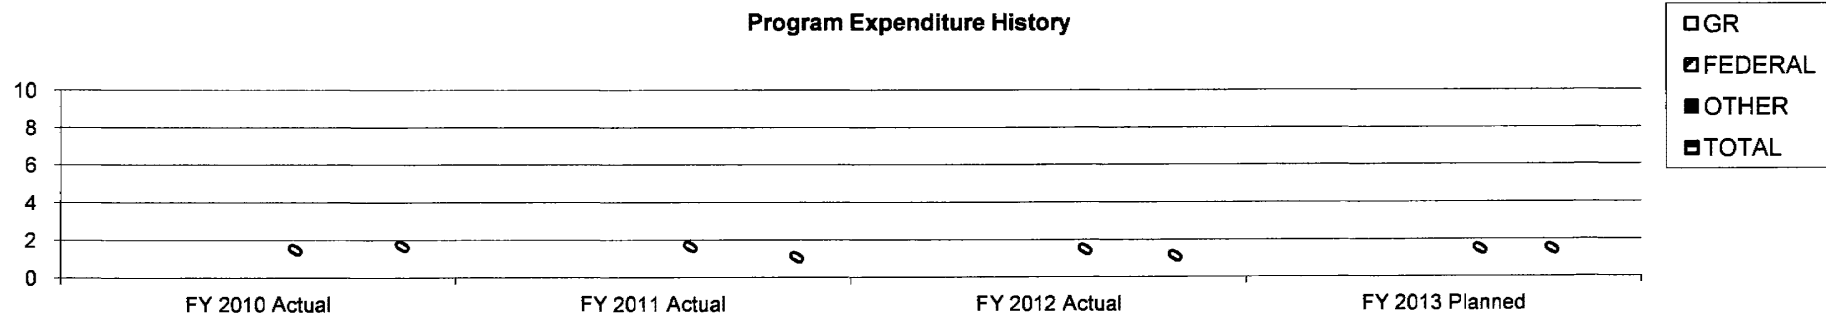 Program Expenditure History
GR
FEDERAL
OTHER
TOTAL
10
8
6
4
2
0
0 0 0 0 0 0 0 0
FY 2010 Actual FY 2011 Actual FY 2012 Actual FY 2013 Planned